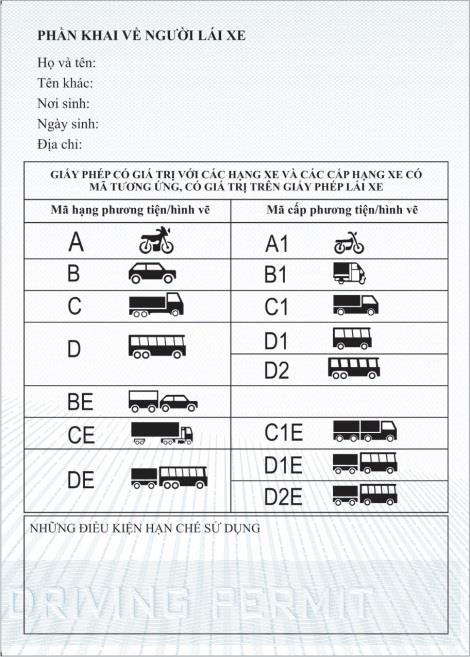 PHẦN KHAI VỀ NGƯỜI LÁI XE
Họ và tên:
Tên khác:
Nơi sinh:
Ngày sinh:
Địa chỉ:
GIẤY PHÉP CÓ GIÁ TRỊ VỚI CÁC HẠNG XE VÀ CÁC CẤP HẠNG XE CÓ
MÃ TƯƠNG ỨNG, CÓ GIÁ TRỊ TRÊN GIẤY PHÉP LÁI XE
Mã hạng phương tiện/hình vẽ
Mã cấp phương tiện/hình vẽ
A
A1
B
B1
C
C1
D
D1
D2
BE
CE
C1E
DE
D1E
D2E
NHỮNG ĐIỀU KIỆN HẠN CHẾ SỬ DỤNG
DRIVING PERMIT